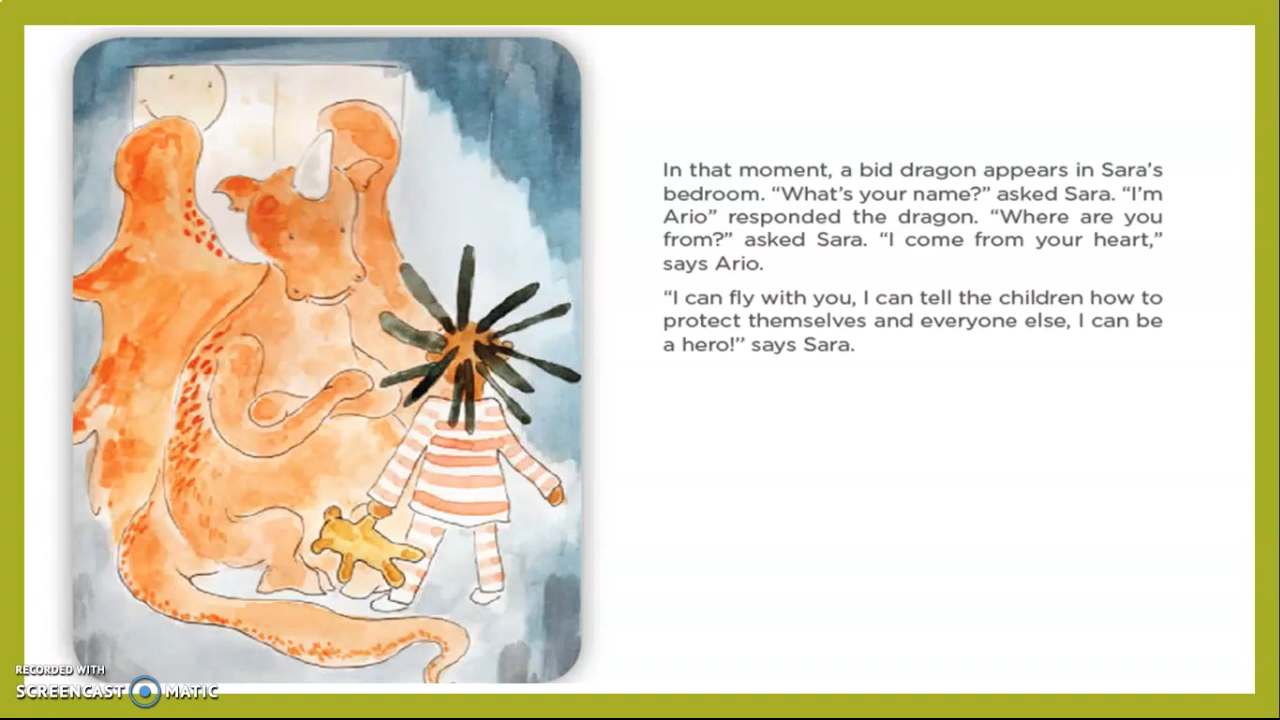 In that moment, a bid dragon appears in Sara's
bedroom. “What's your name?” asked Sara. “I'm
Ario” responded the dragon. “Where are you
from?” asked Sara. “I come from your heart,”
says Ario.
“I can fly with you, I can tell the children how to
protect themselves and everyone else, I can be
a hero!” says Sara.
RECORDED WITH
SCREENCAST MATIC